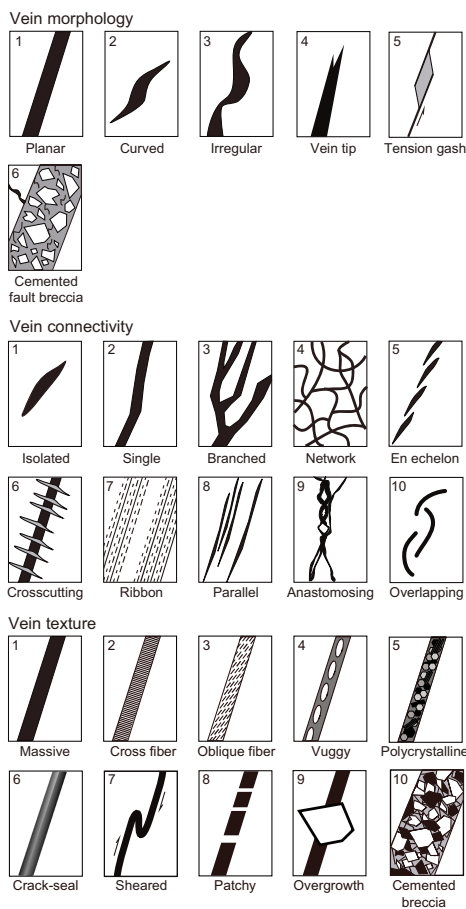 Vein morphology
1 2 3 4 5
Planar Curved Irregular Vein tip Tension gash
6
Cemented
fault breccia
Vein connectivity
1 2 3 4 5
Isolated Single Branched Network En echelon
6 7 8 9 10
Crosscutting Ribbon Parallel Anastomosing Overlapping
Vein texture
1 2 3 4 5
Massive Cross fiber Oblique fiber Vuggy Polycrystalline
6 7 8 9 10
Crack-seal Sheared Patchy Overgrowth Cemented
breccia